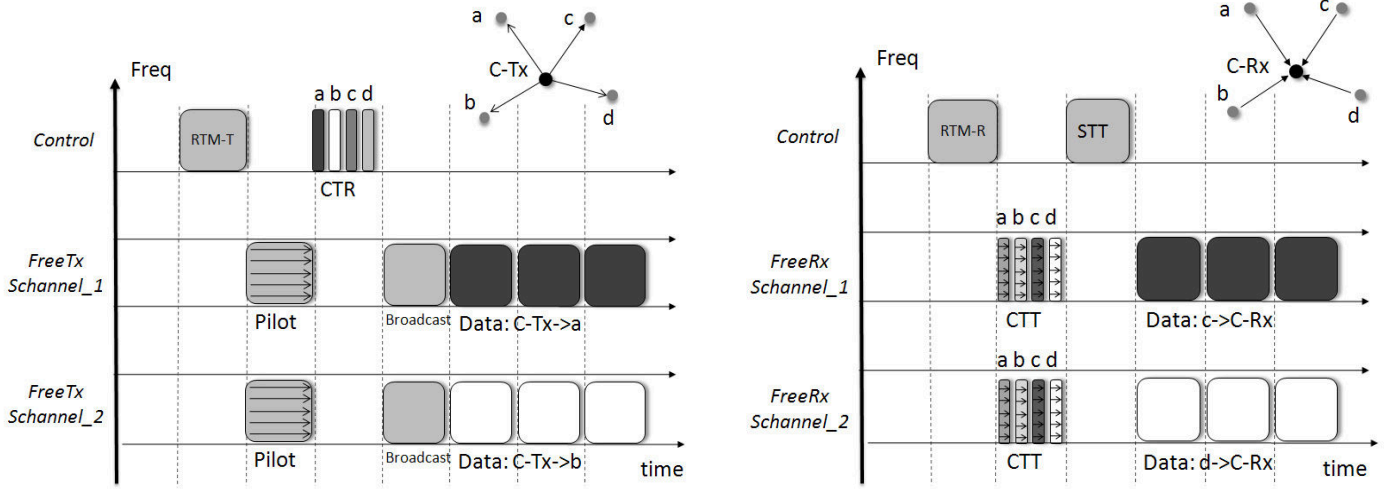 a
c
C-Tx
b
d
Freq
a b c d
Control
RTM-T
CTR
FreeTx
Schannel_1
Pilot
Broadcast
Data: C-Tx->a
FreeTx
Schannel_2
Pilot
Broadcast
Data: C-Tx->b
time
a
c
C-Rx
b
d
Freq
Control
RTM-R
STT
a b c d
FreeRx
Schannel_1
CTT
Data: c->C-Rx
a b c d
FreeRx
Schannel_2
CTT
Data: d->C-Rx
time